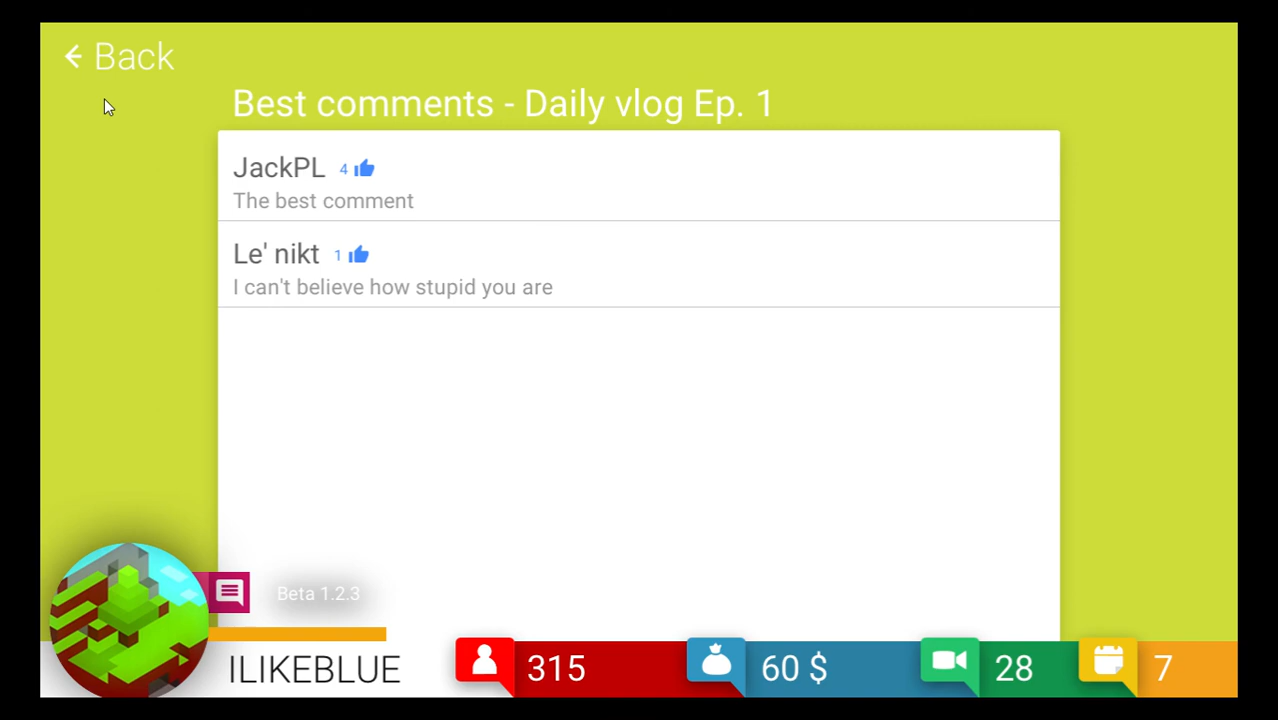 Back
Best comments - Daily vlog Ep. 1
JackPL 4
The best comment
Le' nikt 1
I can't believe how stupid you are
Beta 1.2.3
ILIKEBLUE 315 60 $ 28 7